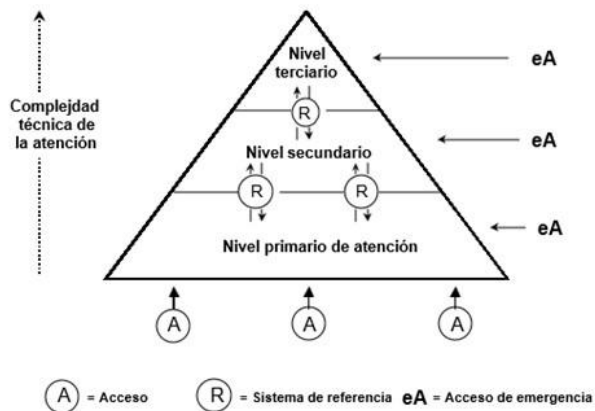 Nivel
terciario
eA
Complejdad
técnica de
la atención
R
Nivel secundario
eA
R
R
Nivel primario de atención
eA
A
A
A
A = Acceso
R = Sistema de referencia
eA = Acceso de emergencia